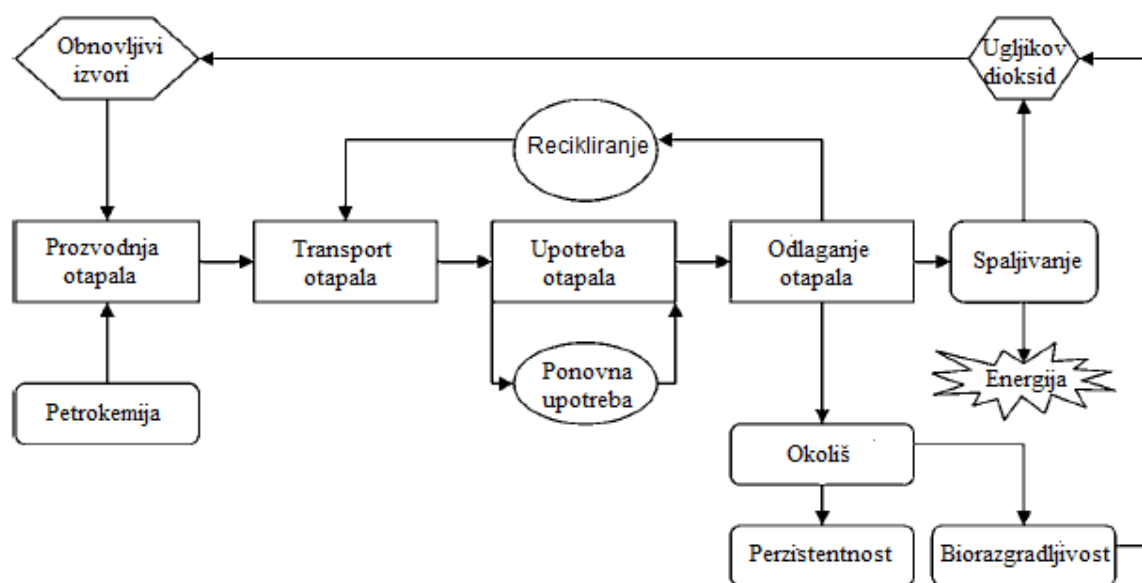 Obnovljivi
izvori
Ugljikov
dioksid
Recikliranje
Prozvodnja
otapala
Transport
otapala
Upotreba
otapala
Odlaganje
otapala
Spaljivanje
Ponovna
upotreba
Energija
Petrokemija
Okoliš
Perzistentnost
Biorazgradljivost